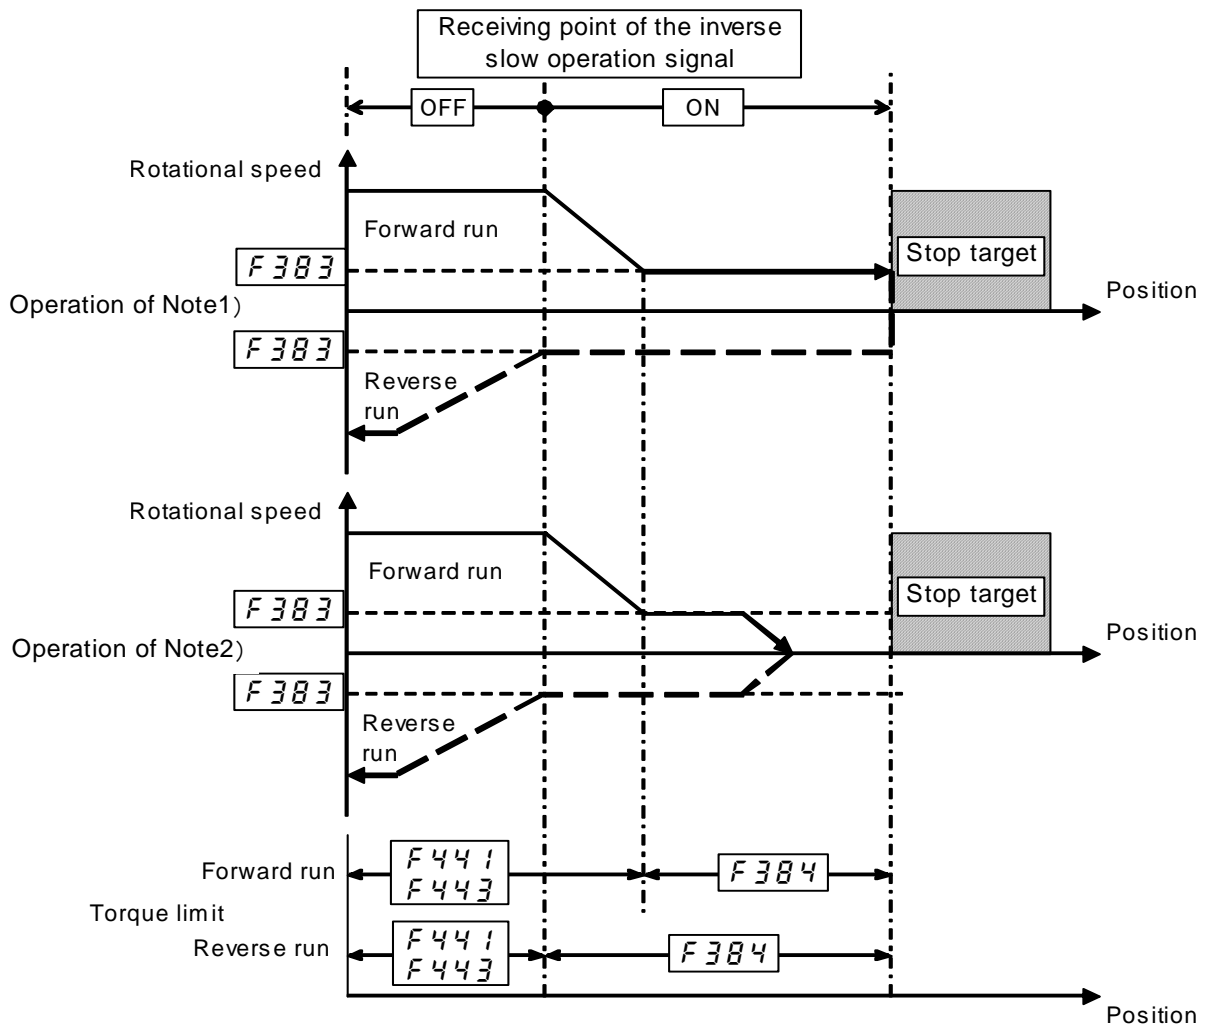 Receiving point of the inverse
slow operation signal
OFF
ON
Rotational speed
Forward run
Stop target
F383
Operation of Note1)
Position
F383
Reverse
run
Rotational speed
Forward run
Stop target
F383
Operation of Note2)
Position
F383
Reverse
run
Forward run
F441
F443
F384
Torque limit
Reverse run
F441
F443
F384
Position